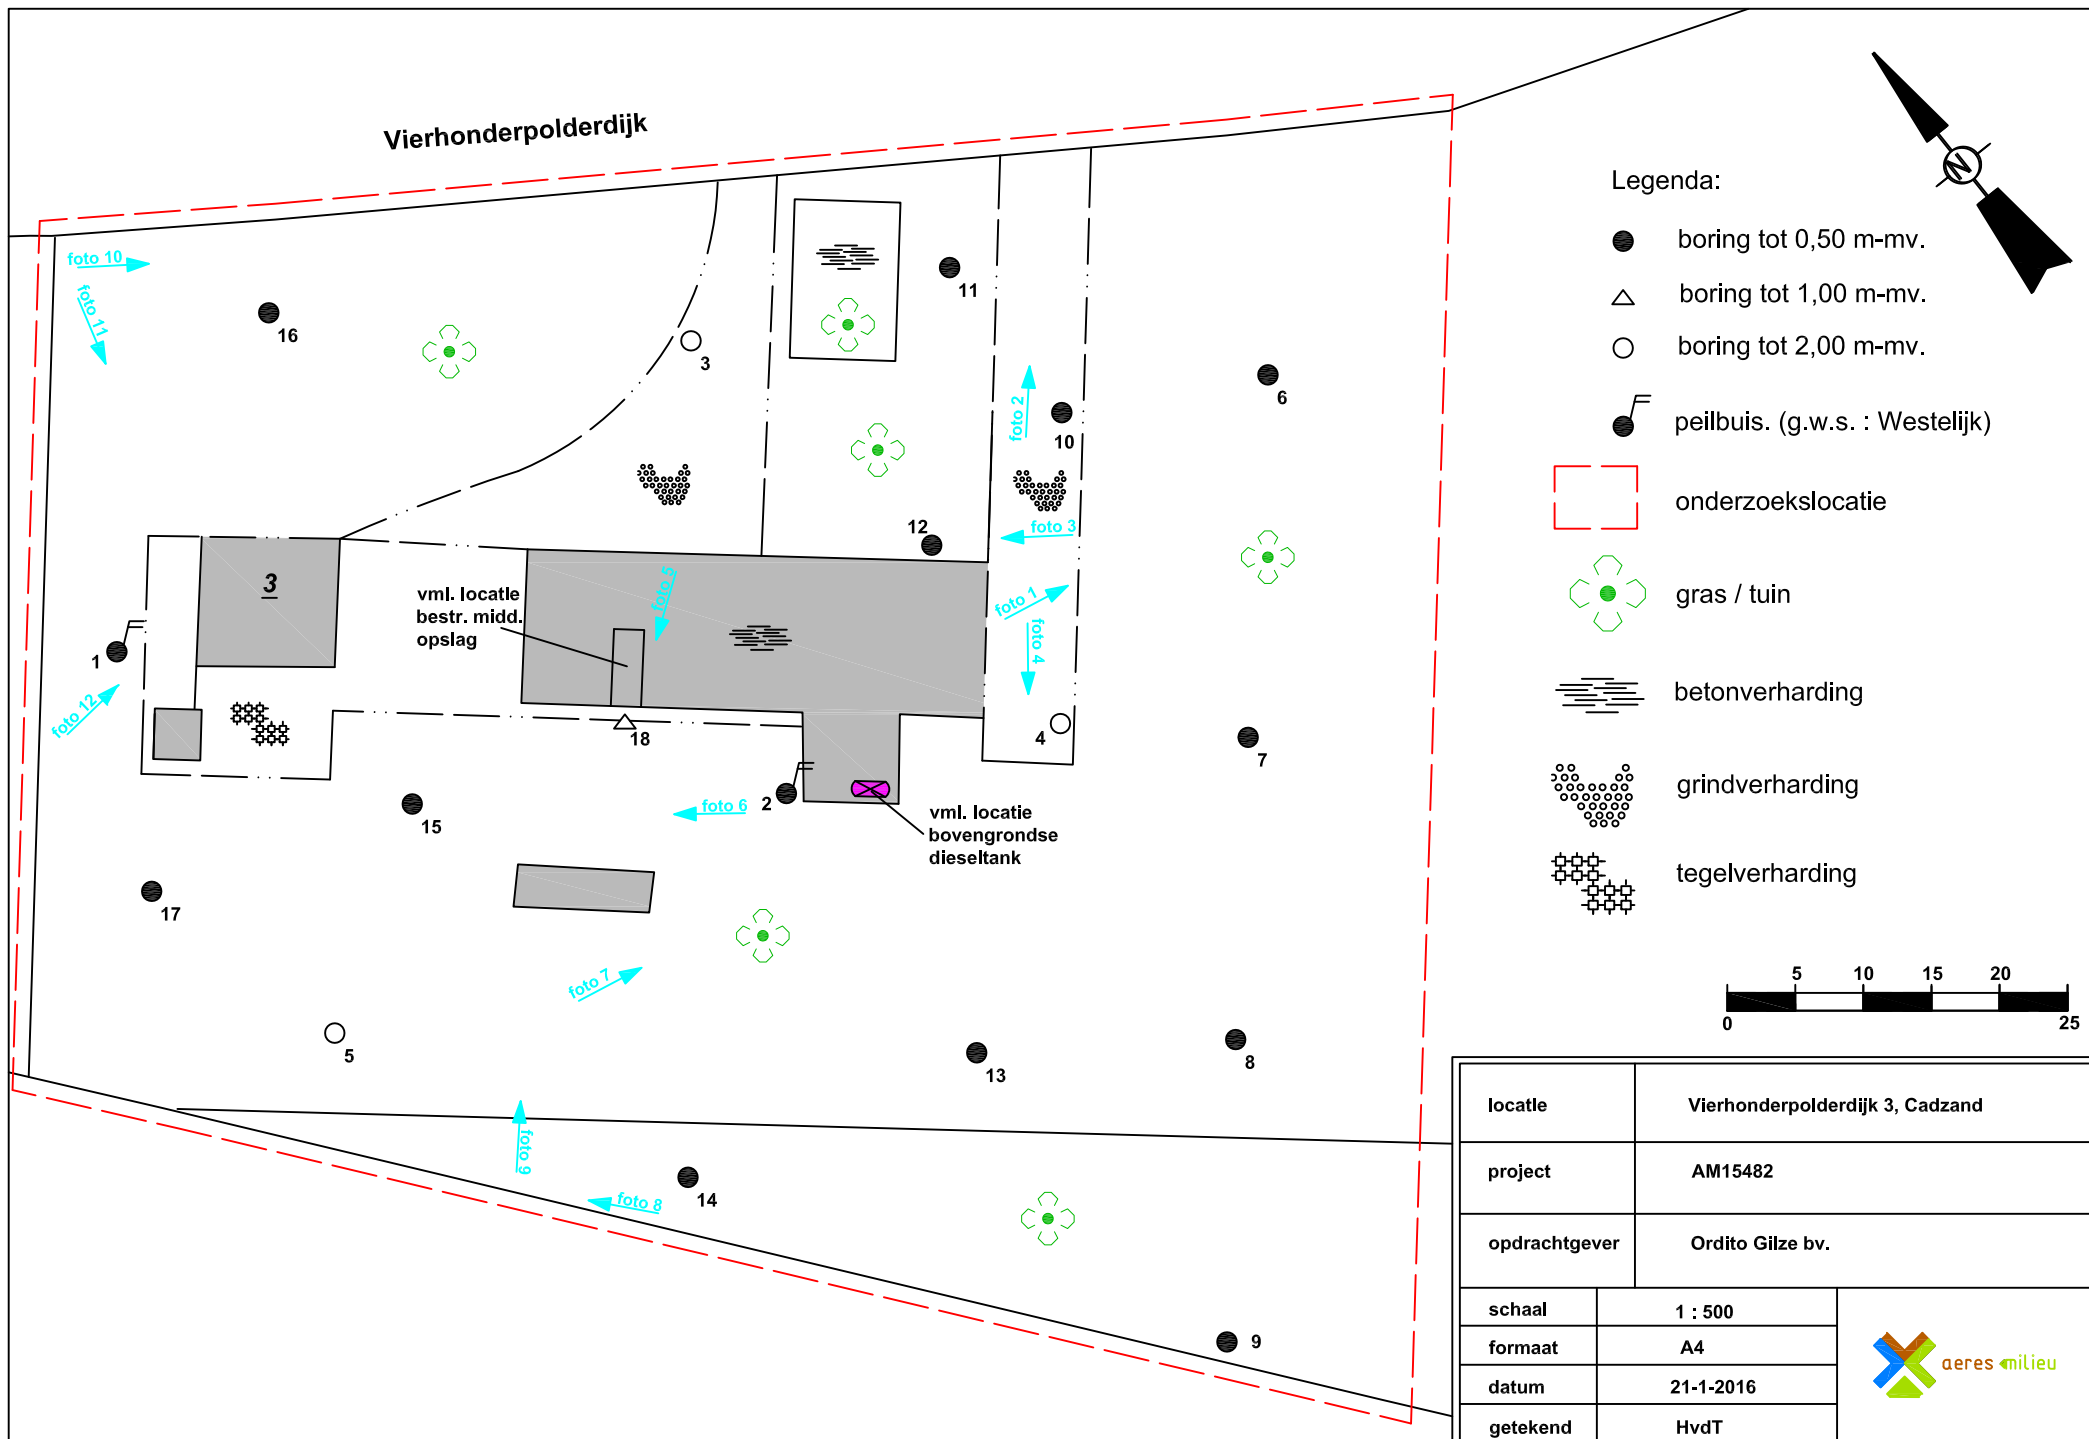 Vierhonderpolderdijk
foto 10
foto 11
16
3
11
foto 2
10
6
foto 3
12
3
vml. locatie
bestr. midd.
opslag
foto 5
foto 1
foto 4
1
foto 12
18
4
7
2
foto 6
15
vml. locatie
bovengrondse
dieseltank
17
foto 7
5
13
8
foto 9
foto 8
14
9
N
Legenda:
boring tot 0,50 m-mv.
boring tot 1,00 m-mv.
boring tot 2,00 m-mv.
peilbuis. (g.w.s. : Westelijk)
onderzoekslocatie
gras / tuin
betonverharding
grindverharding
tegelverharding
5 10 15 20
0 25
locatie Vierhonderpolderdijk 3, Cadzand
project AM15482
opdrachtgever Ordito Gilze bv.
schaal 1 : 500
formaat A4
datum 21-1-2016
getekend HvdT
aeres milieu